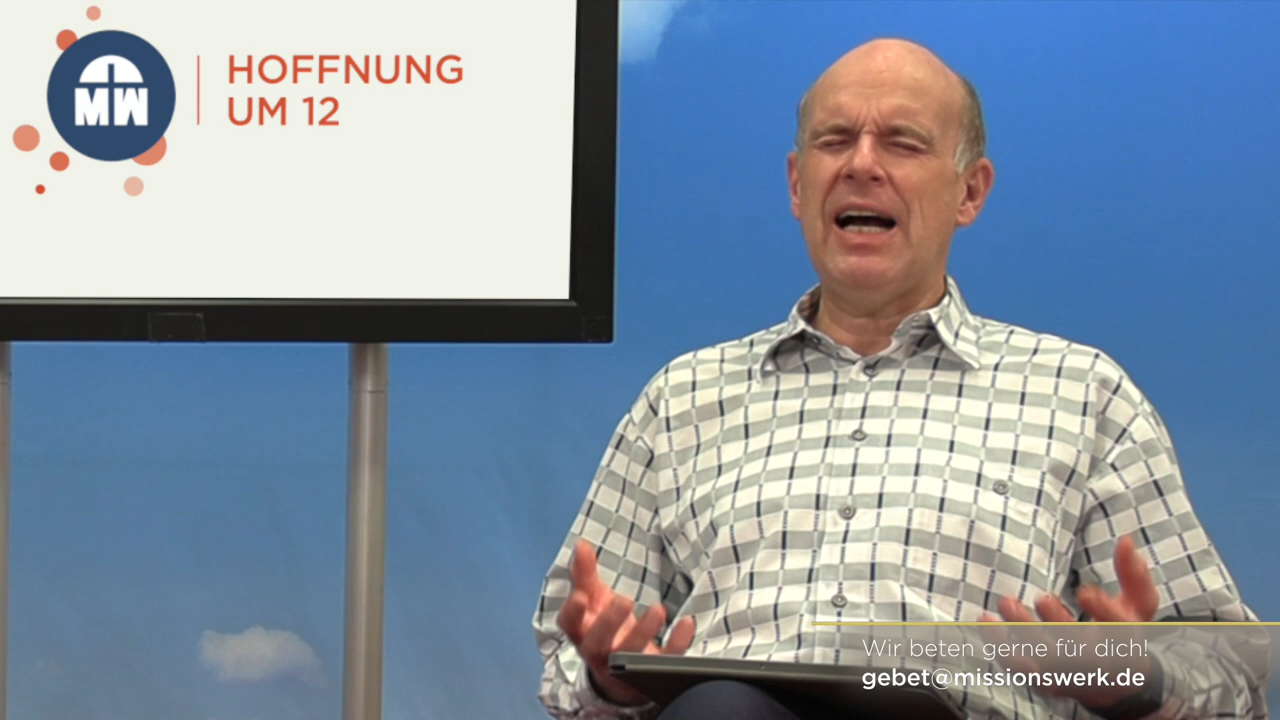 MW
HOFFNUNG
UM 12
Wir beten gerne für dich!
gebet@missionswerk.de